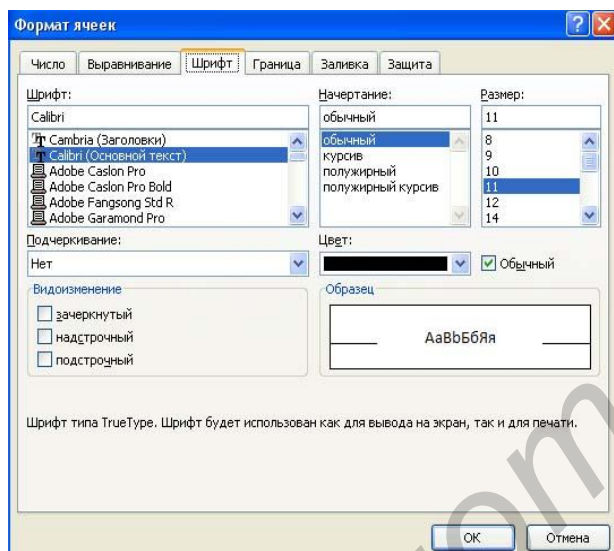 Формат ячеек
Число Выравнивание Шрифт Граница Заливка Защита
Шрифт: Начертание: Размер:
Calibri обычный 11
Cambria (Заголовки) обычный 8
Calibri (Основной текст) курсив 9
Adobe Caslon Pro полужирный 10
Adobe Caslon Pro Bold полужирный курсив 11
Adobe Fangsong Std R 12
Adobe Garamond Pro 14
Подчеркивание: Цвет:
Нет Обычный
Видоизменение Образец
зачеркнутый
надстрочный АаBbБбЯя
подстрочный
Шрифт типа TrueType. Шрифт будет использован как для вывода на экран, так и для печати.
ОК Отмена
com